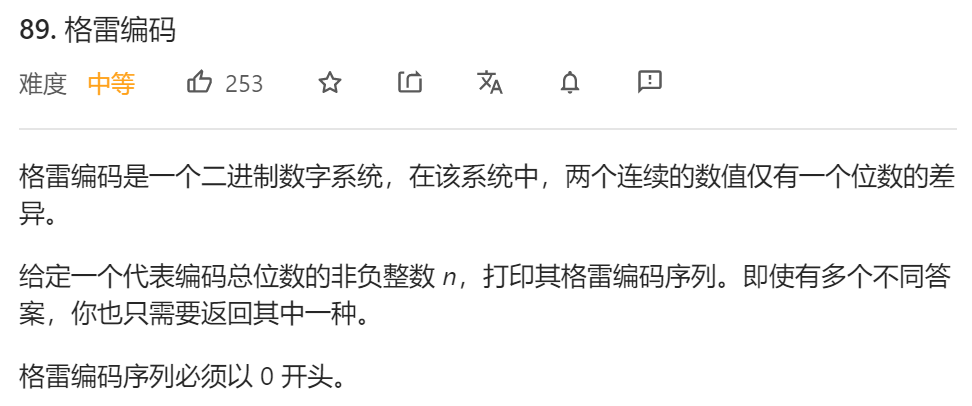 89. 格雷编码
难度 中等 253
格雷编码是一个二进制数字系统，在该系统中，两个连续的数值仅有一个位数的差
异。
给定一个代表编码总位数的非负整数 n，打印其格雷编码序列。即使有多个不同答
案，你也只需要返回其中一种。
格雷编码序列必须以 0 开头。